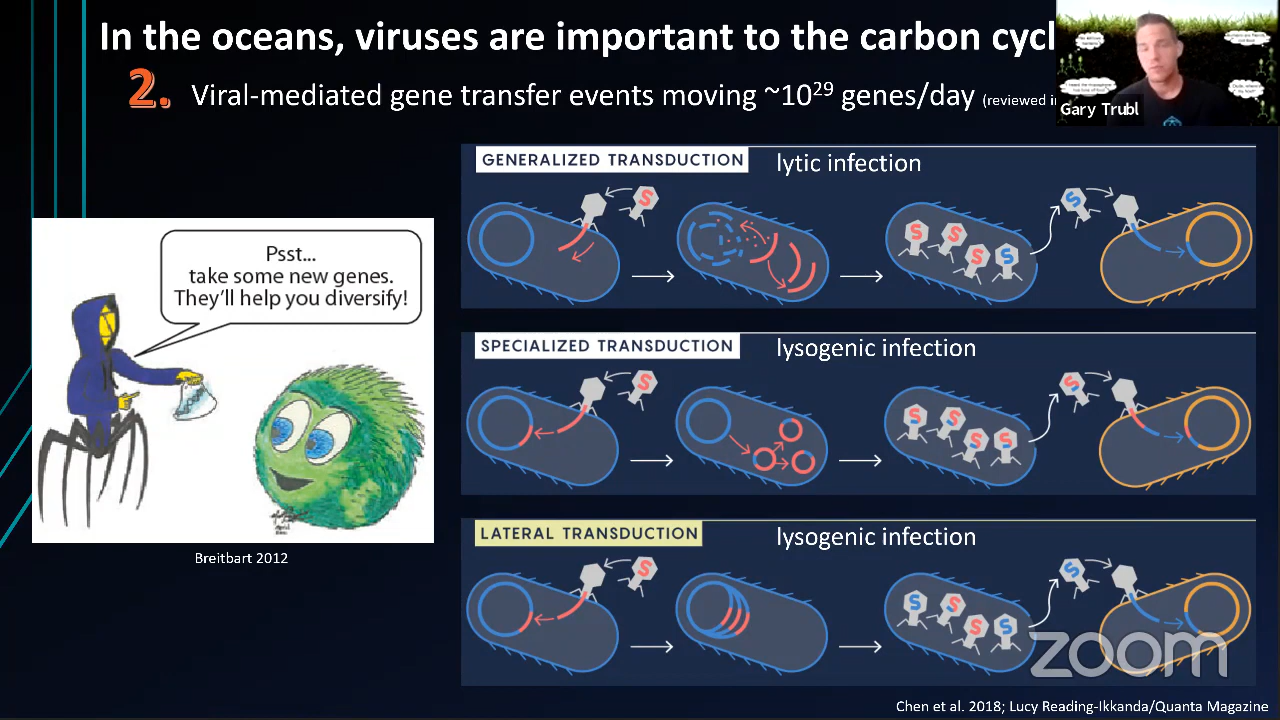 In the oceans, viruses are important to the carbon cycl
2. Viral-mediated gene transfer events moving ~10²⁹ genes/day (reviewed i
Gary Trubl
GENERALIZED TRANSDUCTION lytic infection
Psst...
take some new genes.
They'll help you diversify!
Breitbart 2012
SPECIALIZED TRANSDUCTION lysogenic infection
LATERAL TRANSDUCTION lysogenic infection
zoom
Chen et al. 2018; Lucy Reading-Ikkanda/Quanta Magazine